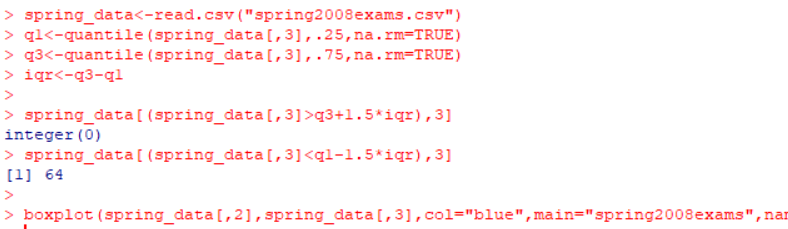 > spring_data<-read.csv("spring2008exams.csv")
> q1<-quantile(spring_data[,3],.25,na.rm=TRUE)
> q3<-quantile(spring_data[,3],.75,na.rm=TRUE)
> iqr<-q3-q1
>
> spring_data[(spring_data[,3]>q3+1.5*iqr),3]
integer(0)
> spring_data[(spring_data[,3]<q1-1.5*iqr),3]
[1] 64
>
> boxplot(spring_data[,2],spring_data[,3],col="blue",main="spring2008exams",nam